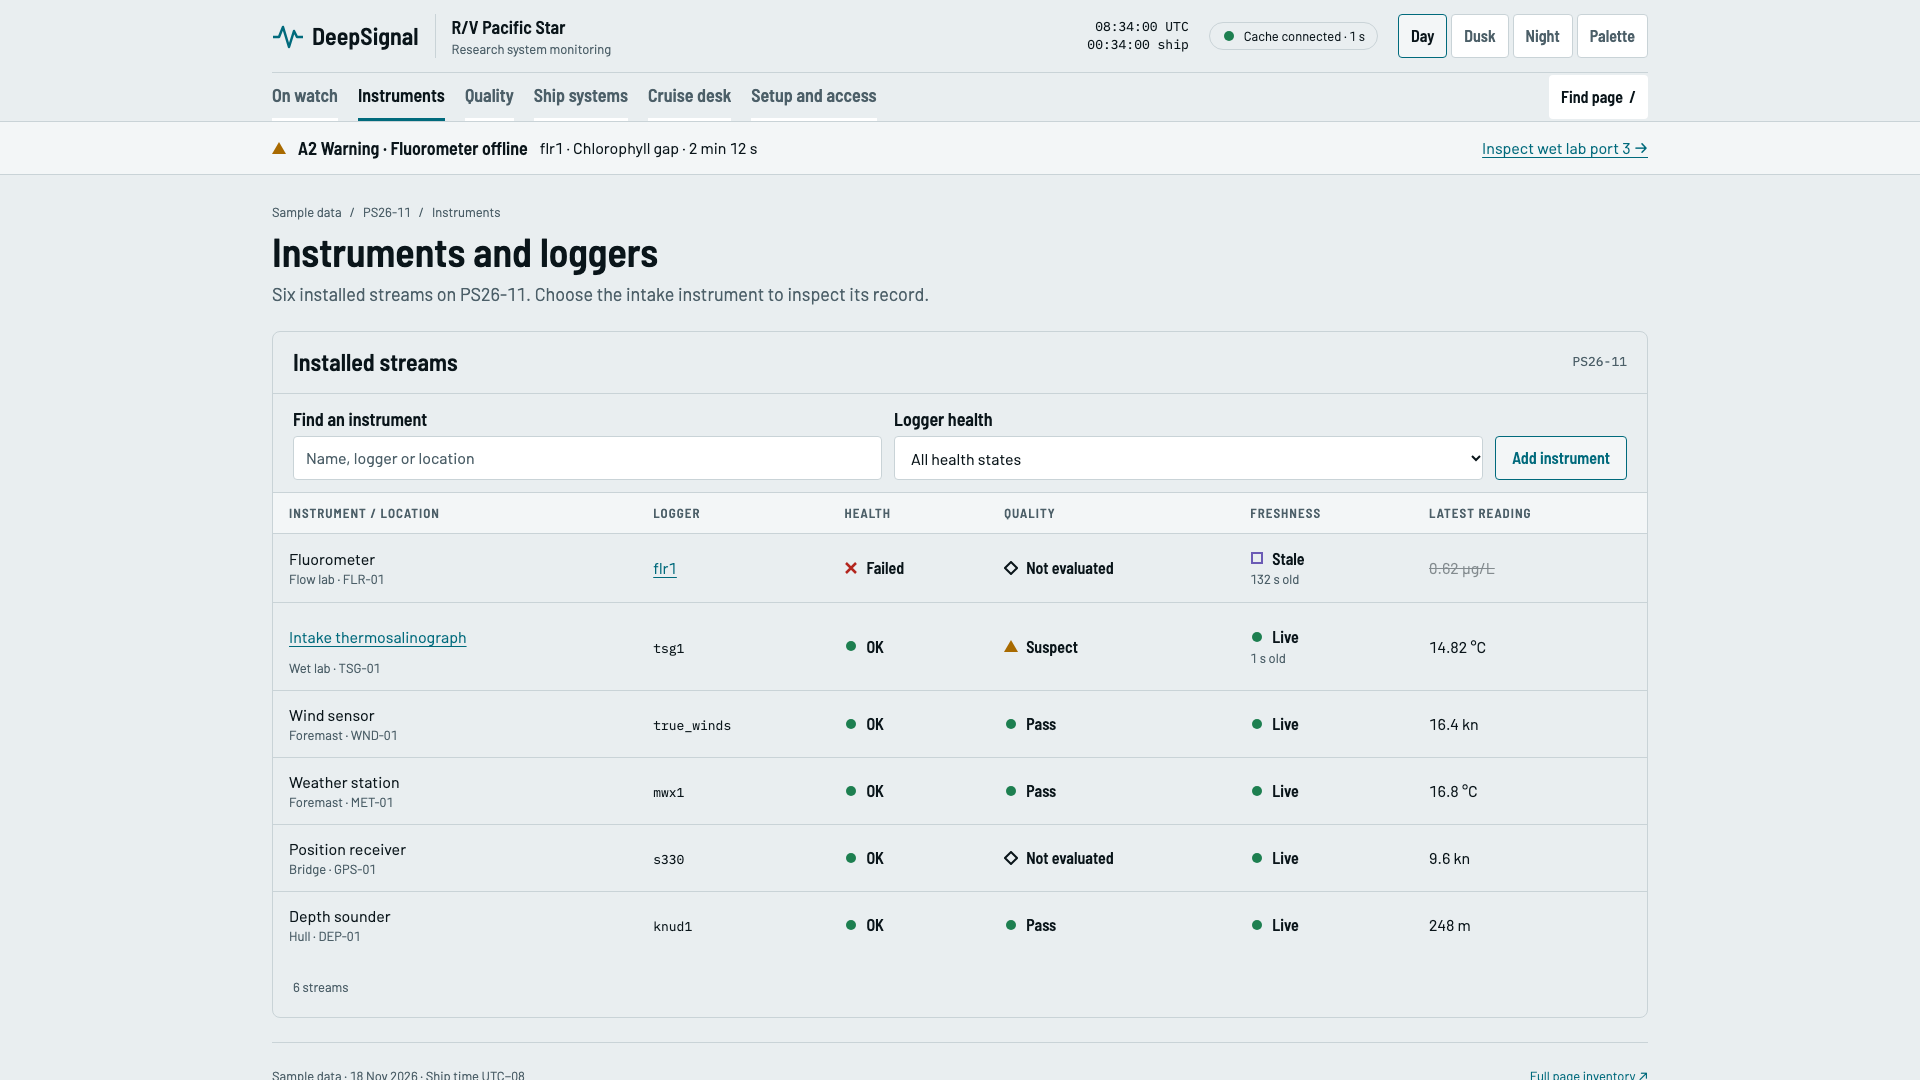 DeepSignal
R/V Pacific Star
Research system monitoring
08:34:00 UTC
00:34:00 ship
Cache connected · 1 s
Day
Dusk
Night
Palette
On watch
Instruments
Quality
Ship systems
Cruise desk
Setup and access
Find page /
A2 Warning · Fluorometer offline
flr1 · Chlorophyll gap · 2 min 12 s
Inspect wet lab port 3 →
Sample data / PS26-11 / Instruments
Instruments and loggers
Six installed streams on PS26-11. Choose the intake instrument to inspect its record.
Installed streams
PS26-11
Find an instrument
Name, logger or location
Logger health
All health states
Add instrument
INSTRUMENT / LOCATION
LOGGER
HEALTH
QUALITY
FRESHNESS
LATEST READING
Fluorometer
Flow lab · FLR-01
flr1
Failed
Not evaluated
Stale
132 s old
0.62 µg/L
Intake thermosalinograph
Wet lab · TSG-01
tsg1
OK
Suspect
Live
1 s old
14.82 °C
Wind sensor
Foremast · WND-01
true_winds
OK
Pass
Live
16.4 kn
Weather station
Foremast · MET-01
mwx1
OK
Pass
Live
16.8 °C
Position receiver
Bridge · GPS-01
s330
OK
Not evaluated
Live
9.6 kn
Depth sounder
Hull · DEP-01
knud1
OK
Pass
Live
248 m
6 streams
Sample data · 18 Nov 2026 · Ship time UTC−08
Full page inventory ↗